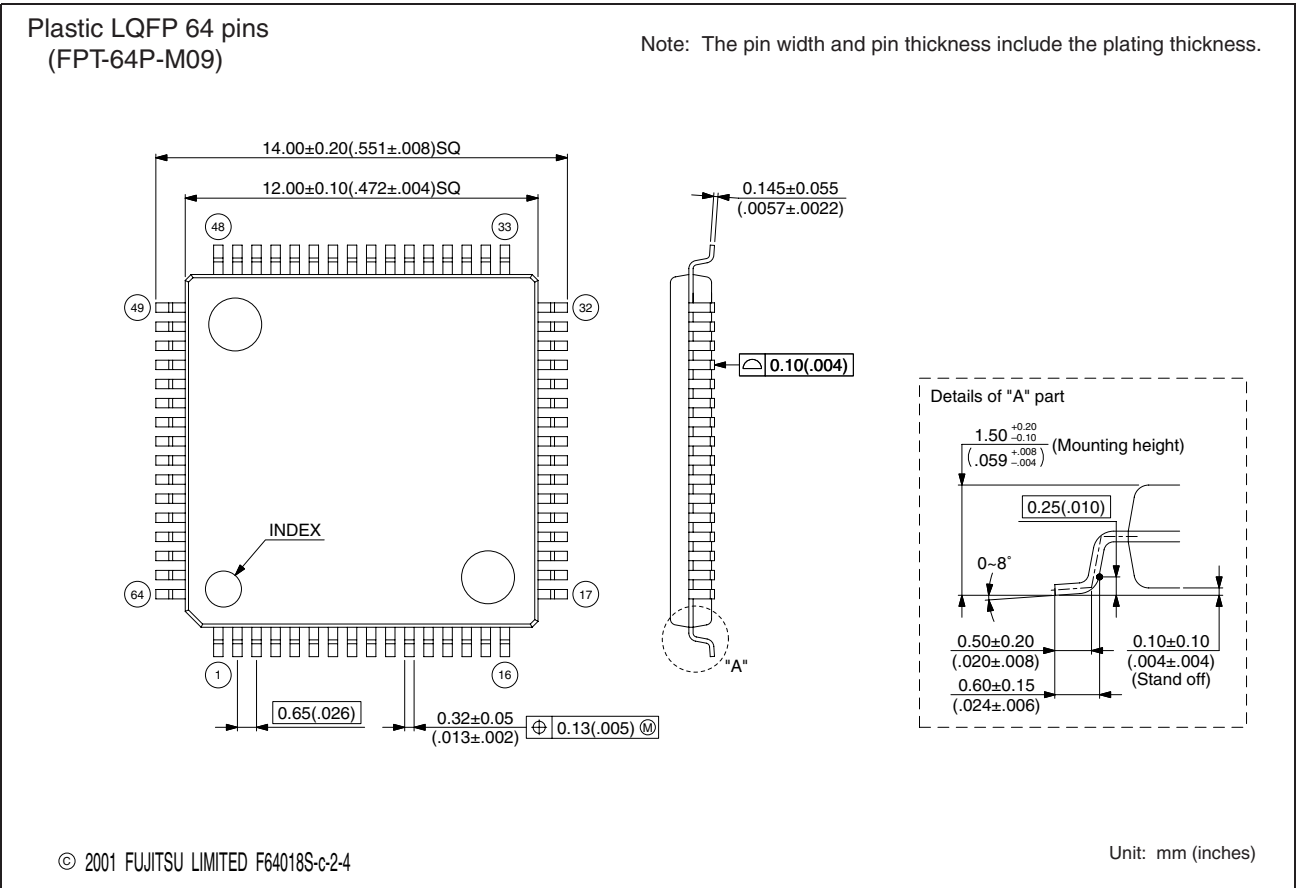 Plastic LQFP 64 pins
(FPT-64P-M09)
Note: The pin width and pin thickness include the plating thickness.
14.00±0.20(.551±.008)SQ
12.00±0.10(.472±.004)SQ
0.145±0.055
(.0057±.0022)
48
33
49
32
0.10(.004)
Details of "A" part
1.50 +0.20 –0.10 (Mounting height)
(.059 +.008 –.004)
0.25(.010)
INDEX
0~8°
64
17
0.50±0.20
(.020±.008)
0.10±0.10
(.004±.004)
(Stand off)
0.60±0.15
(.024±.006)
"A"
1
16
0.65(.026)
0.32±0.05
(.013±.002)
⌖ 0.13(.005) Ⓜ
© 2001 FUJITSU LIMITED F64018S-c-2-4
Unit: mm (inches)